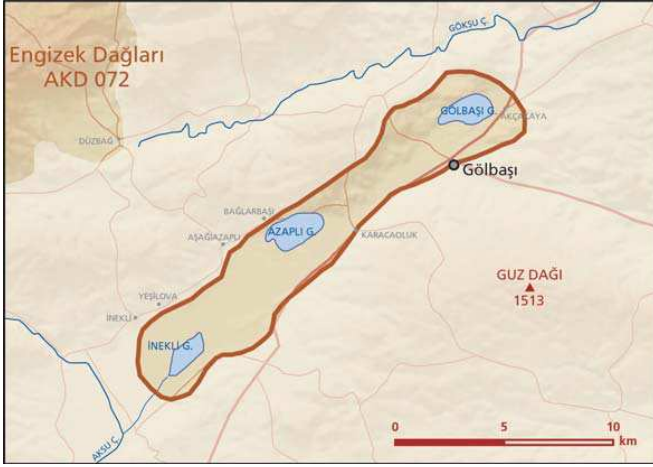 Engizek Dağları
AKD 072
GÖKSU Ç.
GÖLBAŞI G.
AKÇAKAYA
DÜZBAĞ
Gölbaşı
BAĞLARBAŞI
AZAPLI G.
AŞAĞIAZAPLI
KARACAOLUK
GUZ DAĞI
1513
YEŞİLOVA
İNEKLİ
İNEKLİ G.
AKSU Ç.
0 5 10
km